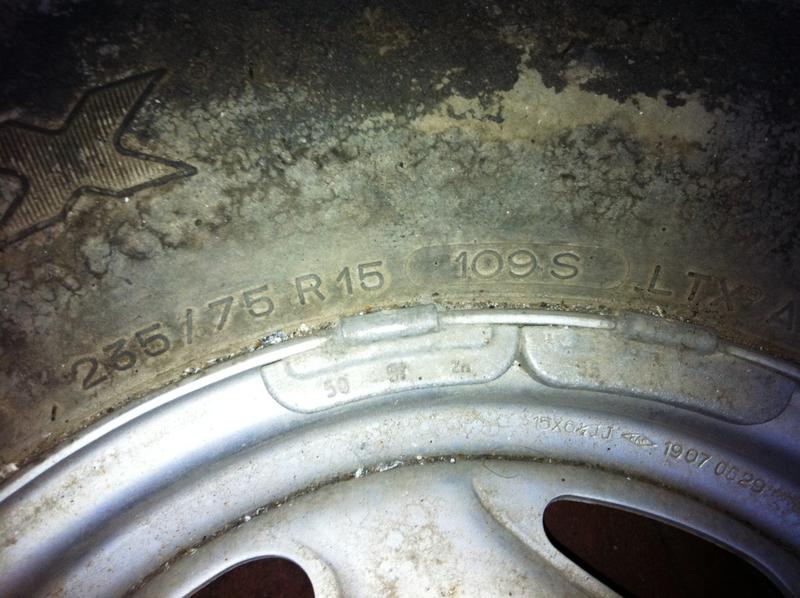 X
235/75 R15 109 S LTX® A
50 Zn
15X6½JJ 1907 0529